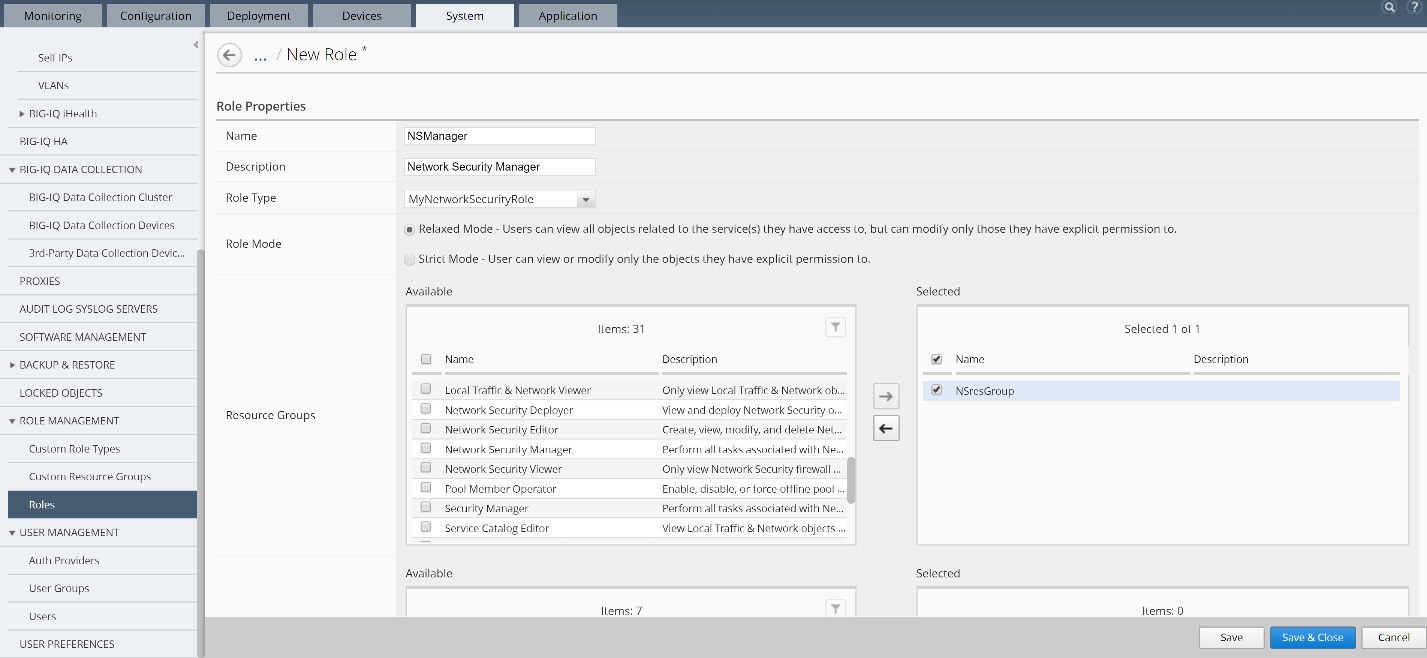 Monitoring Configuration Deployment Devices System Application ?
Self IPs
VLANs
BIG-IQ iHealth
BIG-IQ HA
BIG-IQ DATA COLLECTION
BIG-IQ Data Collection Cluster
BIG-IQ Data Collection Devices
3rd-Party Data Collection Devic...
PROXIES
AUDIT LOG SYSLOG SERVERS
SOFTWARE MANAGEMENT
BACKUP & RESTORE
LOCKED OBJECTS
ROLE MANAGEMENT
Custom Role Types
Custom Resource Groups
Roles
USER MANAGEMENT
Auth Providers
User Groups
Users
USER PREFERENCES
... / New Role *
Role Properties
Name NSManager
Description Network Security Manager
Role Type MyNetworkSecurityRole
Role Mode
Relaxed Mode - Users can view all objects related to the service(s) they have access to, but can modify only those they have explicit permission to.
Strict Mode - User can view or modify only the objects they have explicit permission to.
Resource Groups
Available
Items: 31
Name Description
Local Traffic & Network Viewer Only view Local Traffic & Network ob...
Network Security Deployer View and deploy Network Security o...
Network Security Editor Create, view, modify, and delete Net...
Network Security Manager Perform all tasks associated with Ne...
Network Security Viewer Only view Network Security firewall ...
Pool Member Operator Enable, disable, or force offline pool ...
Security Manager Perform all tasks associated with Ne...
Service Catalog Editor View Local Traffic & Network objects ...
Selected
Selected 1 of 1
Name Description
NSresGroup
Available
Items: 7
Selected
Items: 0
Save Save & Close Cancel